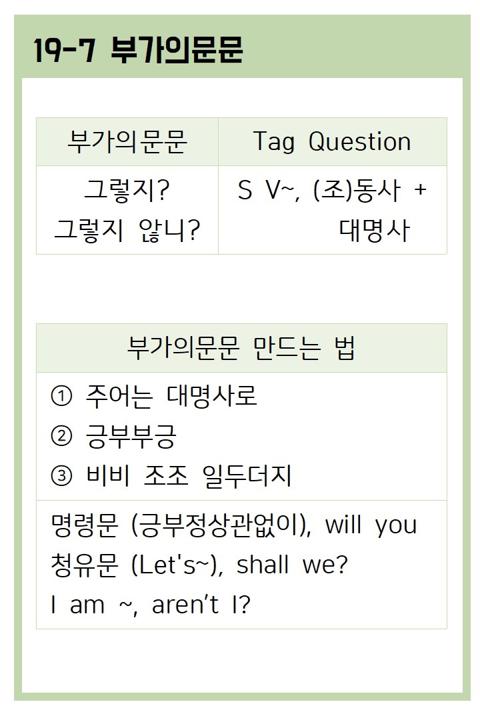 19-7 부가의문문
부가의문문 Tag Question
그렇지? S V~, (조)동사 +
그렇지 않니? 대명사
부가의문문 만드는 법
① 주어는 대명사로
② 긍부부긍
③ 비비 조조 일두더지
명령문 (긍부정상관없이), will you
청유문 (Let's~), shall we?
I am ~, aren't I?